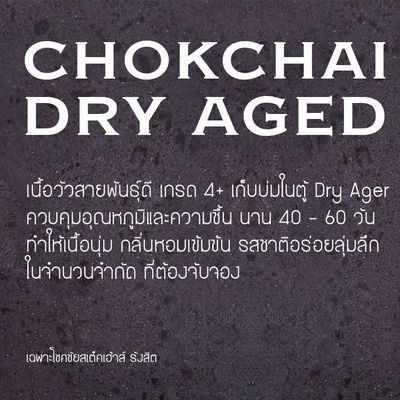 CHOKCHAI
DRY AGED
เนื้อวัวสายพันธุ์ดี เกรด 4+ เก็บบ่มในตู้ Dry Ager
ควบคุมอุณหภูมิและความชื้น นาน 40 - 60 วัน
ทำให้เนื้อนุ่ม กลิ่นหอมเข้มข้น รสชาติอร่อยลุ่มลึก
ในจำนวนจำกัด ที่ต้องจับจอง
เฉพาะโชคชัยสเต็คเฮ้าส์ รังสิต